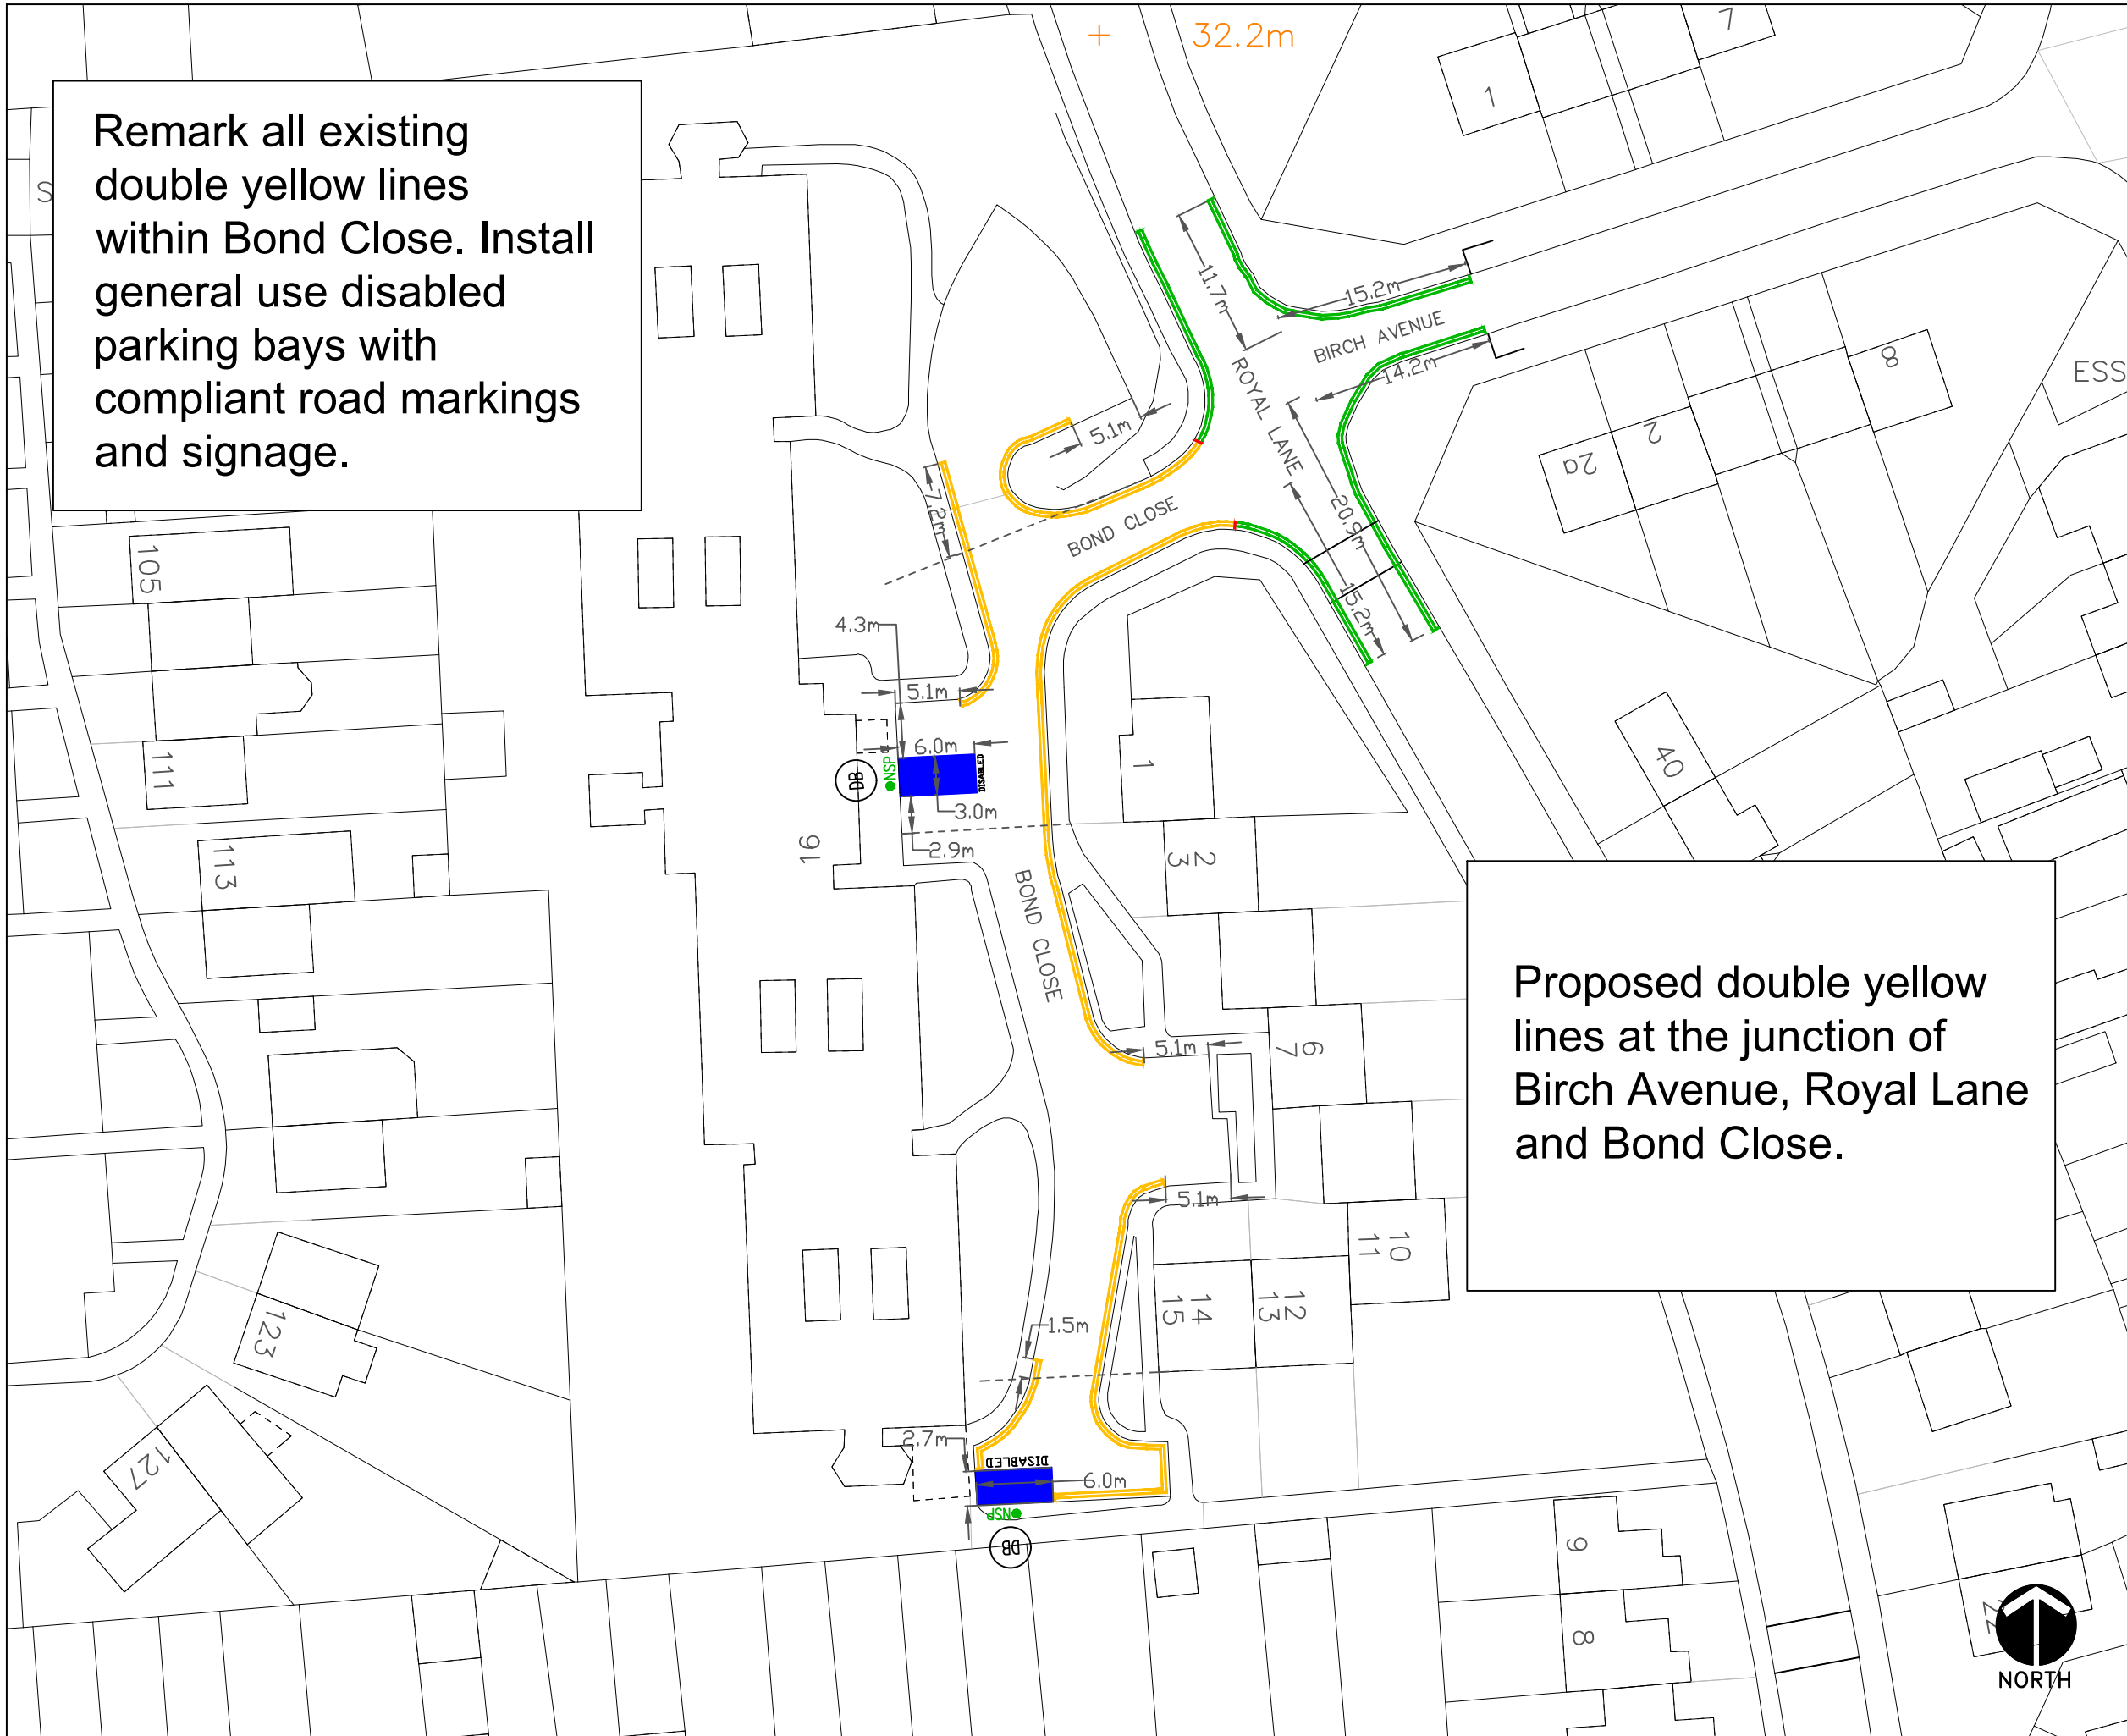 32.2m
Remark all existing
double yellow lines
within Bond Close. Install
general use disabled
parking bays with
compliant road markings
and signage.
S
1
7
11.7m
15.2m
BIRCH AVENUE
14.2m
ROYAL LANE
ESS
8
2
2a
5.1m
7.2m
BOND CLOSE
20.9m
15.2m
105
4.3m
5.1m
6.0m
DISABLED
NSP
DB
3.0m
2.9m
111
1
40
16
113
2
3
BOND CLOSE
5.1m
6
7
Proposed double yellow
lines at the junction of
Birch Avenue, Royal Lane
and Bond Close.
5.1m
10
11
12
13
14
15
123
1.5m
127
2.7m
DISABLED
6.0m
NSP
DB
9
8
22
NORTH